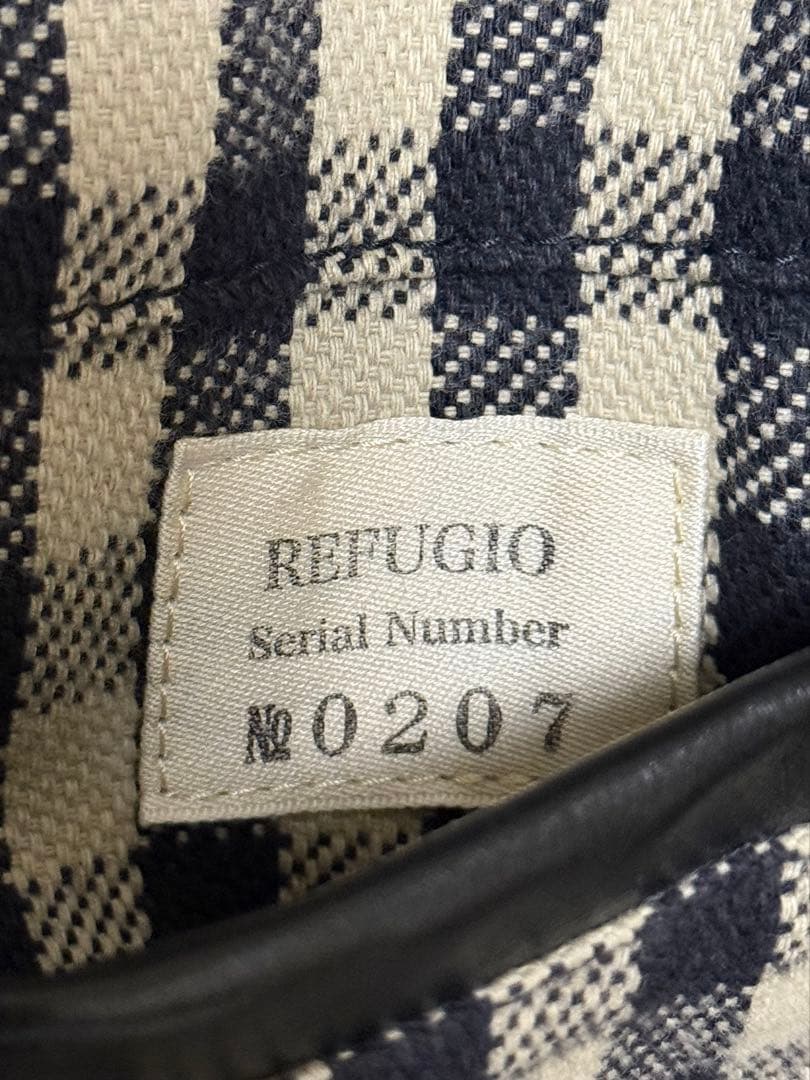 REFUGIO
Serial Number
№0207